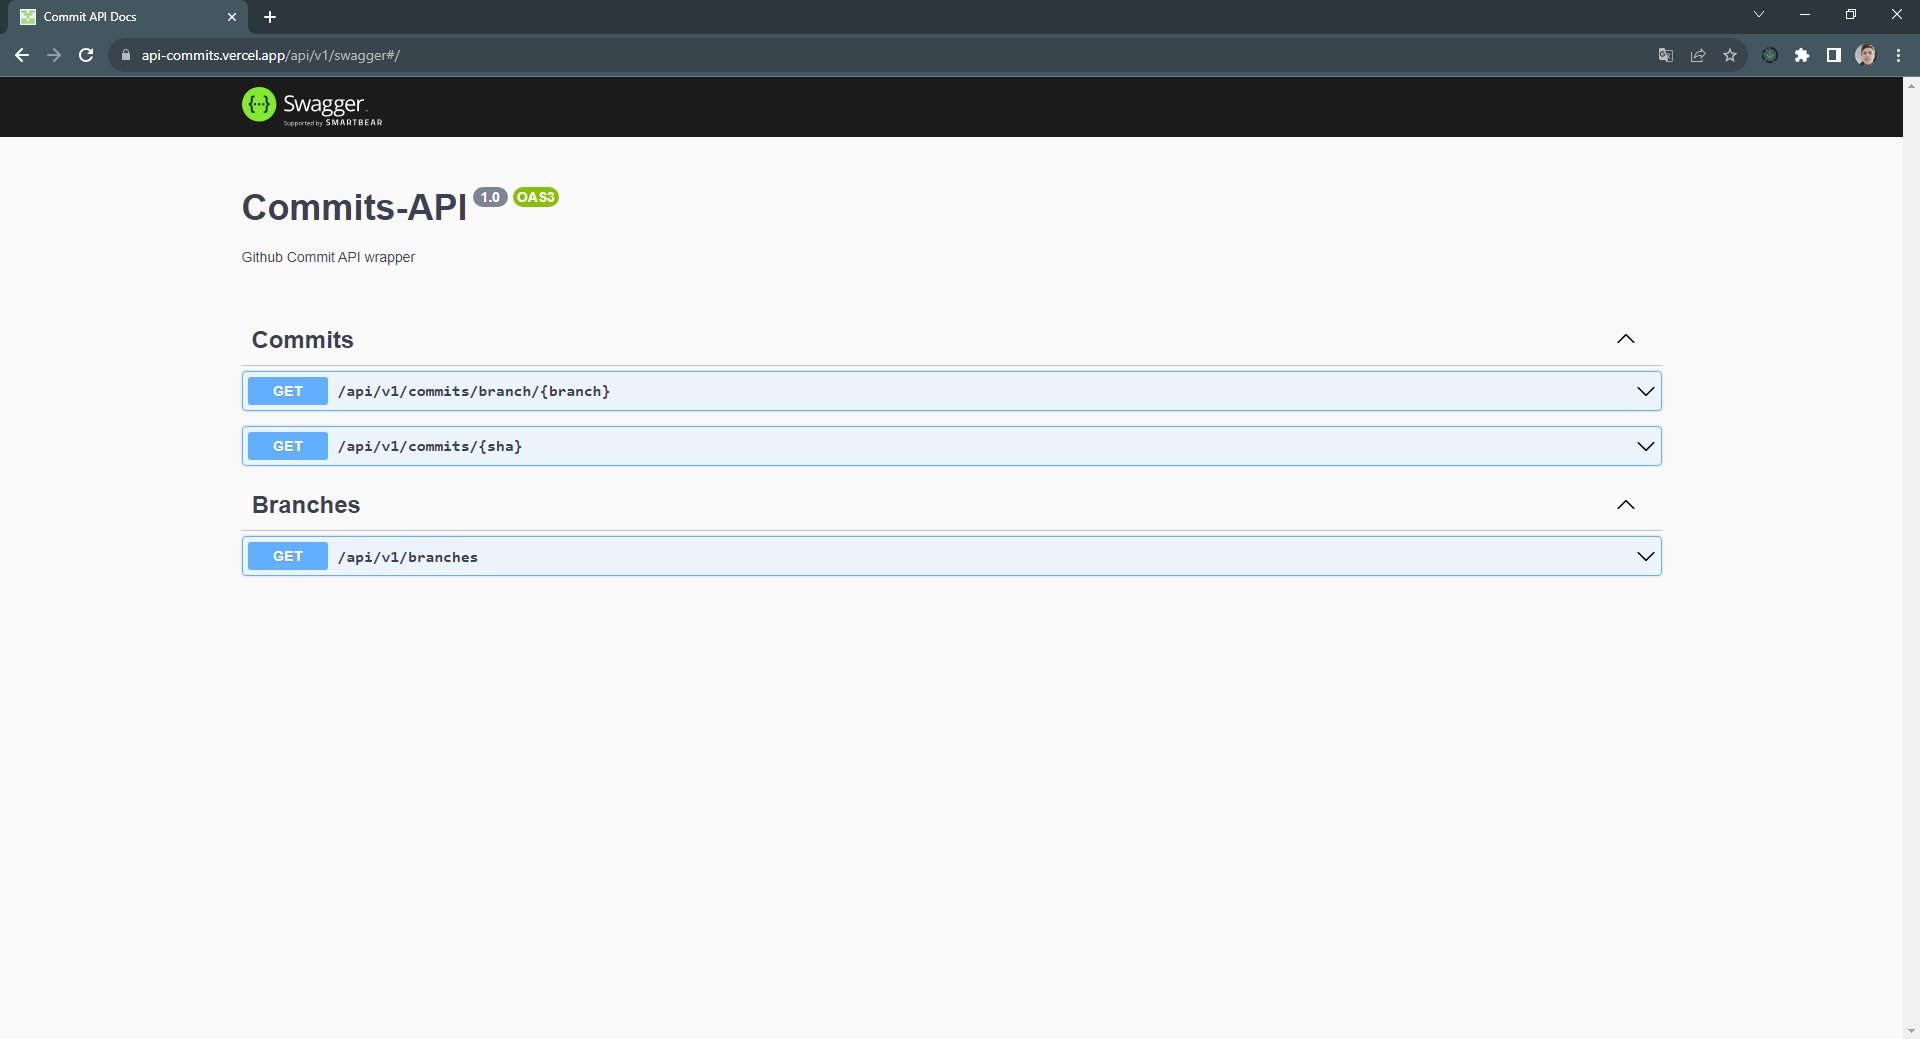 Commit API Docs
api-commits.vercel.app/api/v1/swagger#/
{···} Swagger
Supported by SMARTBEAR
Commits-API 1.0 OAS3
Github Commit API wrapper
Commits
GET /api/v1/commits/branch/{branch}
GET /api/v1/commits/{sha}
Branches
GET /api/v1/branches